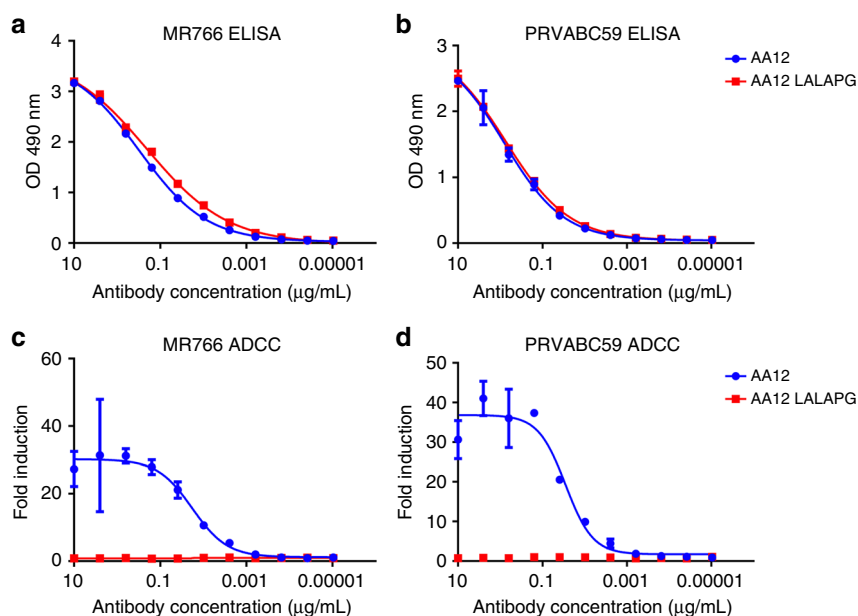 a
MR766 ELISA
4
3
2
1
0
OD 490 nm
10 0.1 0.001 0.00001
Antibody concentration (μg/mL)
b
PRVABC59 ELISA
3
2
1
0
OD 490 nm
10 0.1 0.001 0.00001
Antibody concentration (μg/mL)
AA12
AA12 LALAPG
c
MR766 ADCC
60
40
20
0
Fold induction
10 0.1 0.001 0.00001
Antibody concentration (μg/mL)
d
PRVABC59 ADCC
50
40
30
20
10
0
Fold induction
10 0.1 0.001 0.00001
Antibody concentration (μg/mL)
AA12
AA12 LALAPG